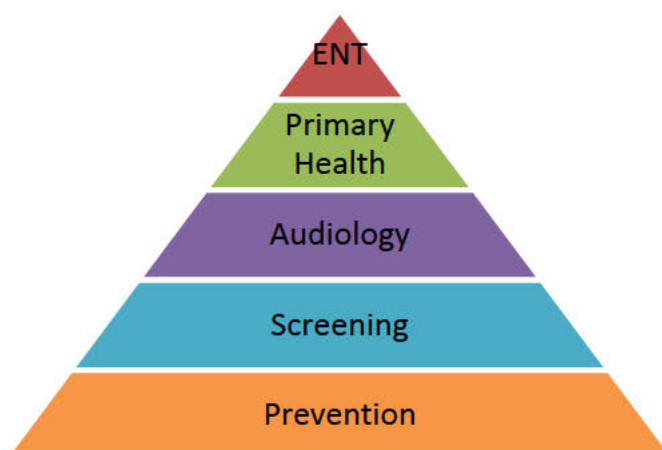 ENT
Primary
Health
Audiology
Screening
Prevention